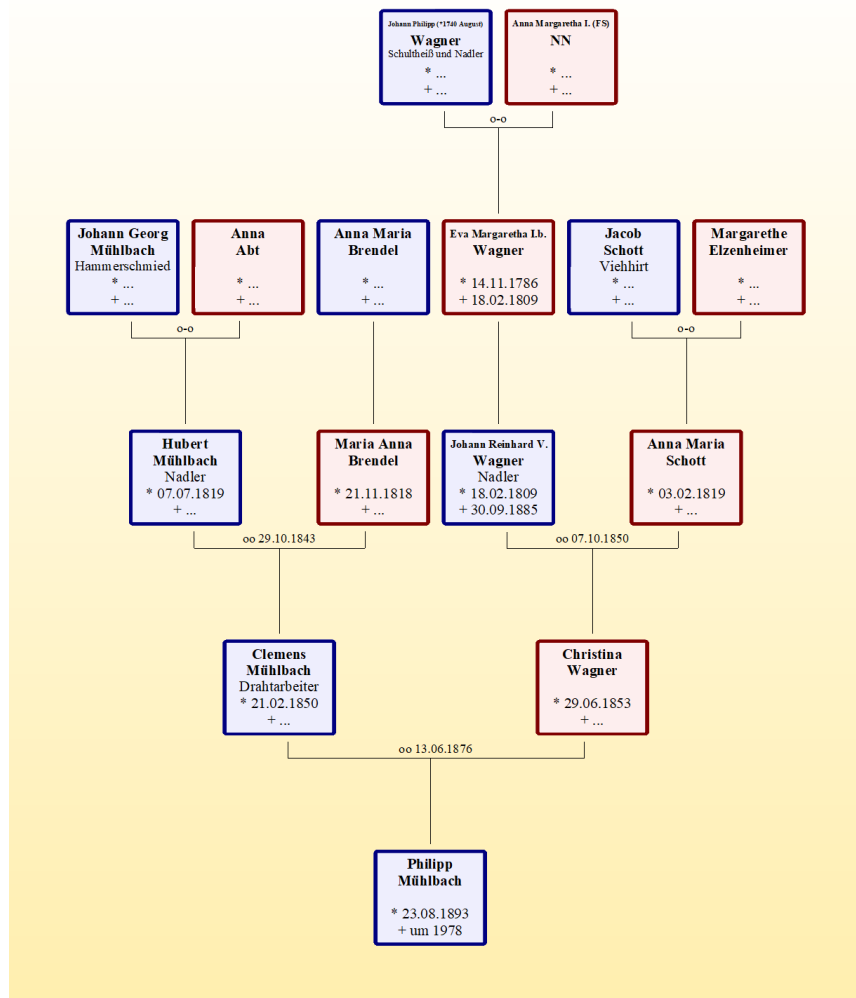 Johann Philipp (*1740 August)
Wagner
Schultheiß und Nadler
* ...
+ ...
Anna Margaretha I. (FS)
NN
* ...
+ ...
o-o
Johann Georg
Mühlbach
Hammerschmied
* ...
+ ...
Anna
Abt
* ...
+ ...
Anna Maria
Brendel
* ...
+ ...
Eva Margaretha Lb.
Wagner
* 14.11.1786
+ 18.02.1809
Jacob
Schott
Viehhirt
* ...
+ ...
Margarethe
Elzenheimer
* ...
+ ...
o-o
o-o
Hubert
Mühlbach
Nadler
* 07.07.1819
+ ...
Maria Anna
Brendel
* 21.11.1818
+ ...
Johann Reinhard V.
Wagner
Nadler
* 18.02.1809
+ 30.09.1885
Anna Maria
Schott
* 03.02.1819
+ ...
oo 29.10.1843
oo 07.10.1850
Clemens
Mühlbach
Drahtarbeiter
* 21.02.1850
+ ...
Christina
Wagner
* 29.06.1853
+ ...
oo 13.06.1876
Philipp
Mühlbach
* 23.08.1893
+ um 1978